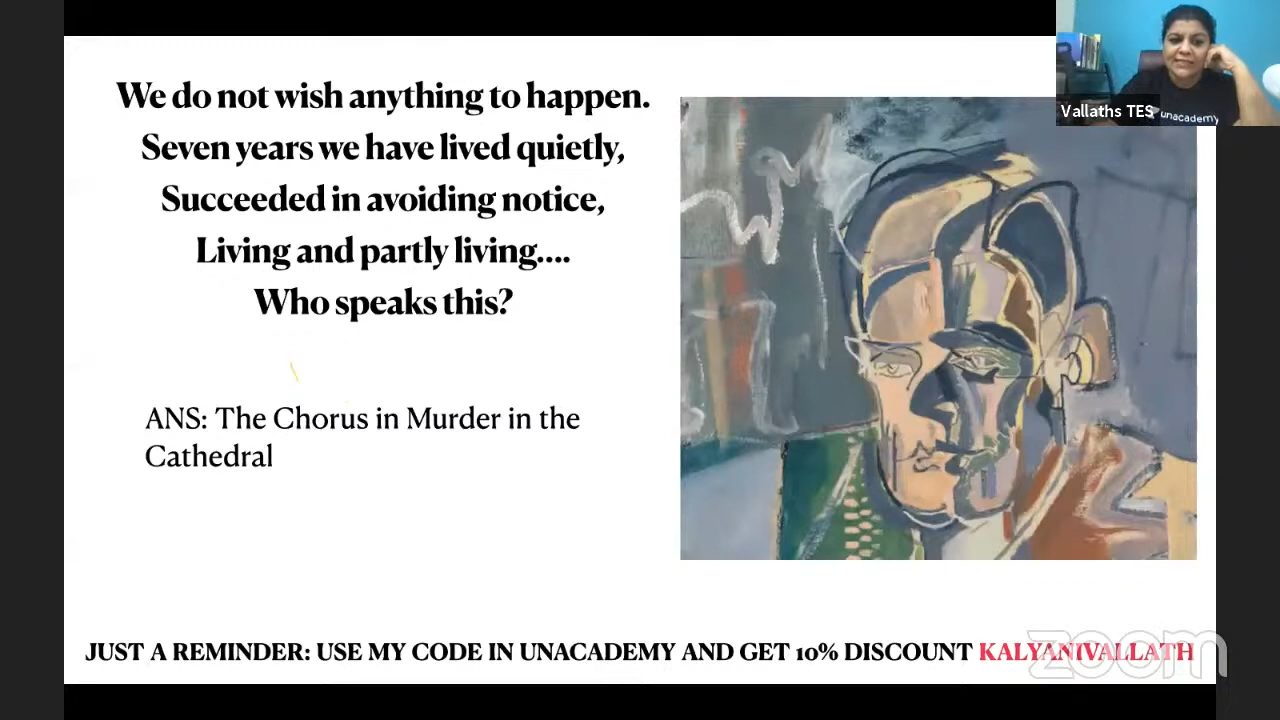 We do not wish anything to happen.
Seven years we have lived quietly,
Succeeded in avoiding notice,
Living and partly living....
Who speaks this?
ANS: The Chorus in Murder in the
Cathedral
Vallaths TES
unacademy
JUST A REMINDER: USE MY CODE IN UNACADEMY AND GET 10% DISCOUNT KALYANIVALLATH
zoom